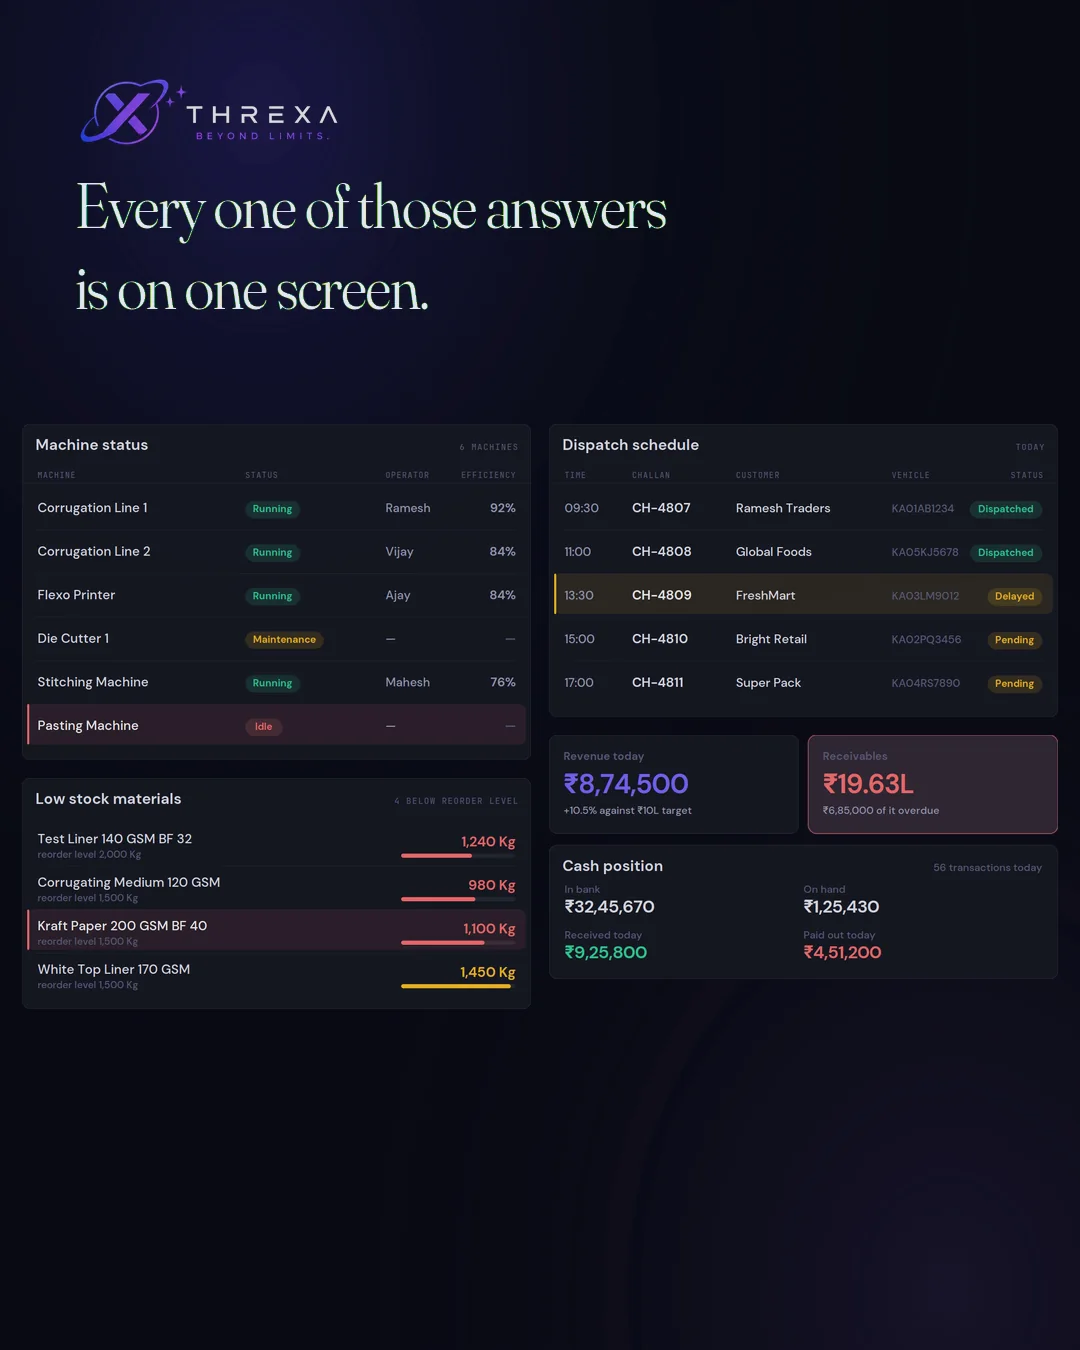 THREXA
BEYOND LIMITS.
Every one of those answers
is on one screen.
Machine status
6 MACHINES
MACHINE STATUS OPERATOR EFFICIENCY
Corrugation Line 1 Running Ramesh 92%
Corrugation Line 2 Running Vijay 84%
Flexo Printer Running Ajay 84%
Die Cutter 1 Maintenance — —
Stitching Machine Running Mahesh 76%
Pasting Machine Idle — —
Low stock materials
4 BELOW REORDER LEVEL
Test Liner 140 GSM BF 32
1,240 Kg
reorder level 2,000 Kg
Corrugating Medium 120 GSM
980 Kg
reorder level 1,500 Kg
Kraft Paper 200 GSM BF 40
1,100 Kg
reorder level 1,500 Kg
White Top Liner 170 GSM
1,450 Kg
reorder level 1,500 Kg
Dispatch schedule
TODAY
TIME CHALLAN CUSTOMER VEHICLE STATUS
09:30 CH-4807 Ramesh Traders KA01AB1234 Dispatched
11:00 CH-4808 Global Foods KA05KJ5678 Dispatched
13:30 CH-4809 FreshMart KA03LM9012 Delayed
15:00 CH-4810 Bright Retail KA02PQ3456 Pending
17:00 CH-4811 Super Pack KA04RS7890 Pending
Revenue today
₹8,74,500
+10.5% against ₹10L target
Receivables
₹19.63L
₹6,85,000 of it overdue
Cash position
56 transactions today
In bank On hand
₹32,45,670 ₹1,25,430
Received today Paid out today
₹9,25,800 ₹4,51,200